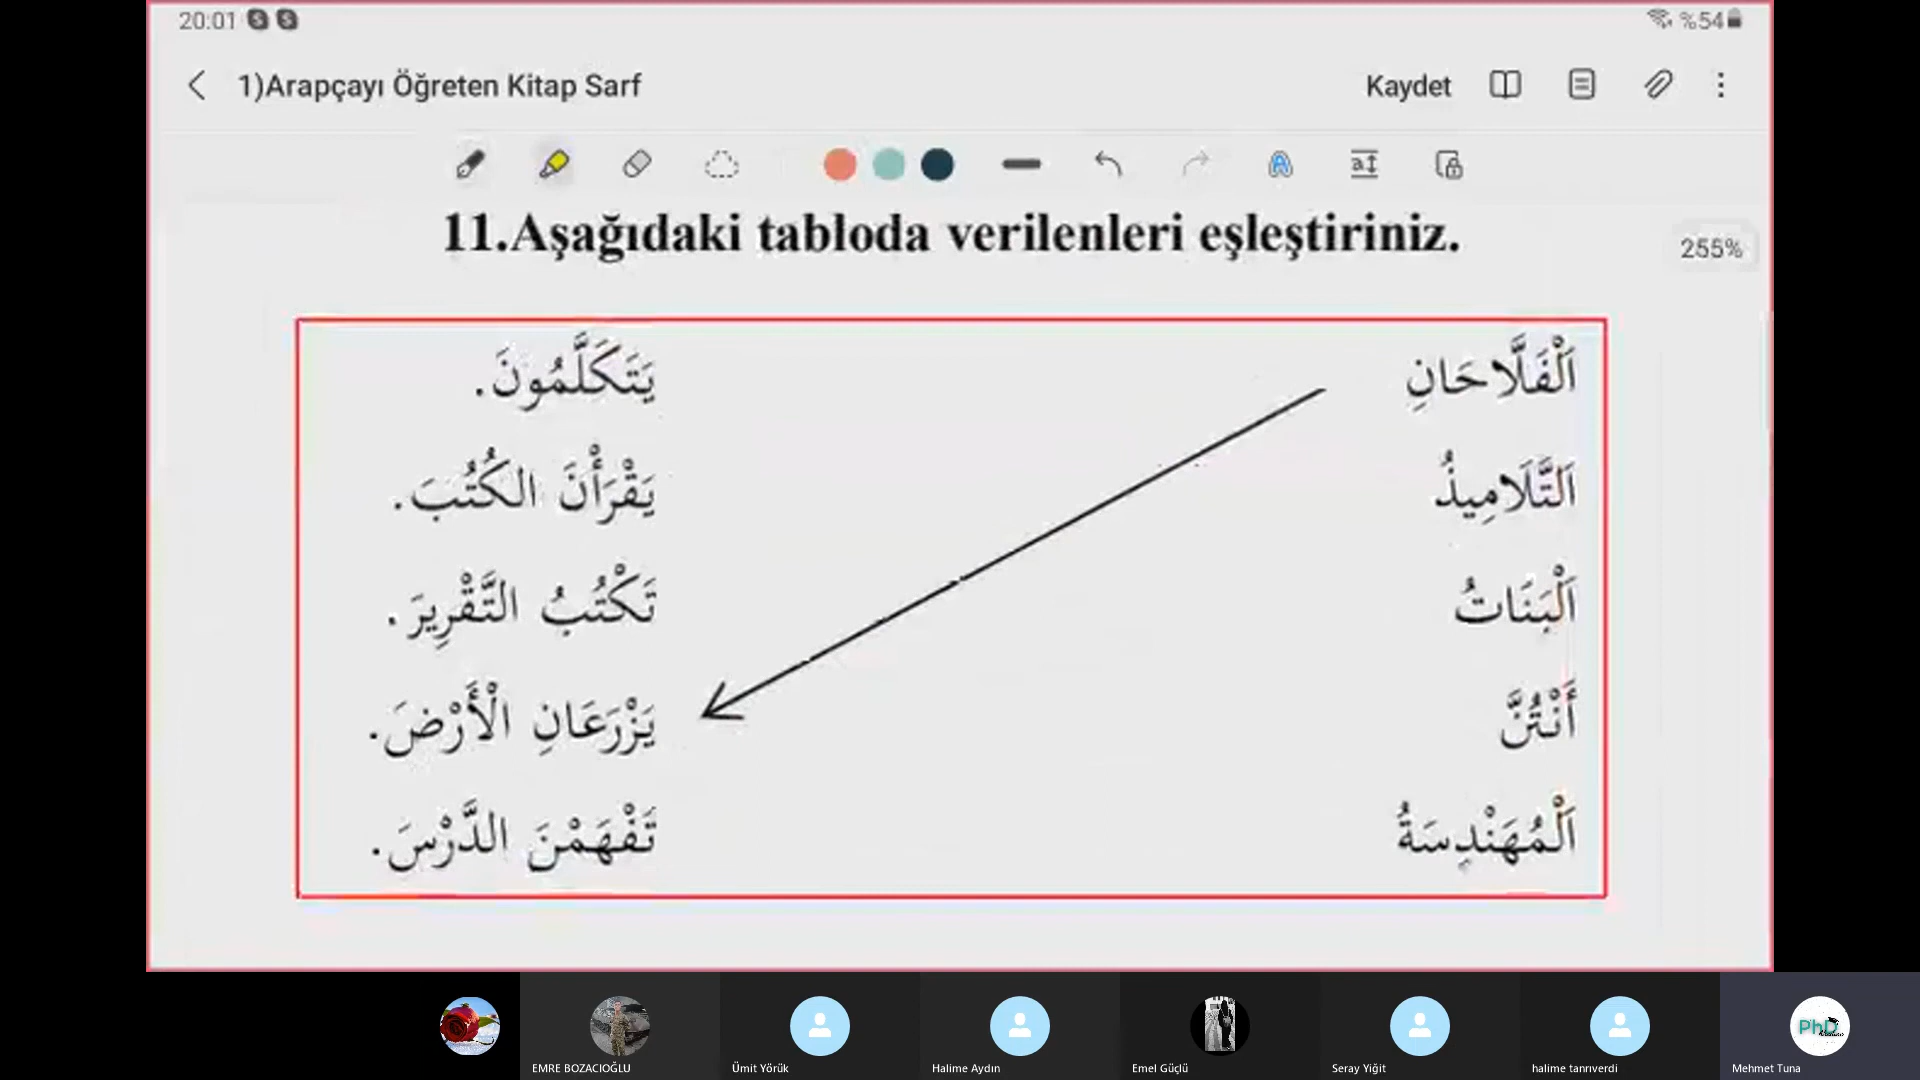 20:01
%54
1)Arapçayı Öğreten Kitap Sarf
Kaydet
11.Aşağıdaki tabloda verilenleri eşleştiriniz.
255%
اَلْفَلَّاحَانِ
يَتَكَلَّمُونَ.
اَلتَّلَامِيذُ
يَقْرَأْنَ الكُتُبَ.
اَلْبَنَاتُ
تَكْتُبُ التَّقْرِيرَ.
أَنْتُنَّ
يَزْرَعَانِ الْأَرْضَ.
اَلْمُهَنْدِسَةُ
تَفْهَمْنَ الدَّرْسَ.
EMRE BOZACIOĞLU
Ümit Yörük
Halime Aydın
Emel Güçlü
Seray Yiğit
halime tanrıverdi
PhD
Mehmet Tuna